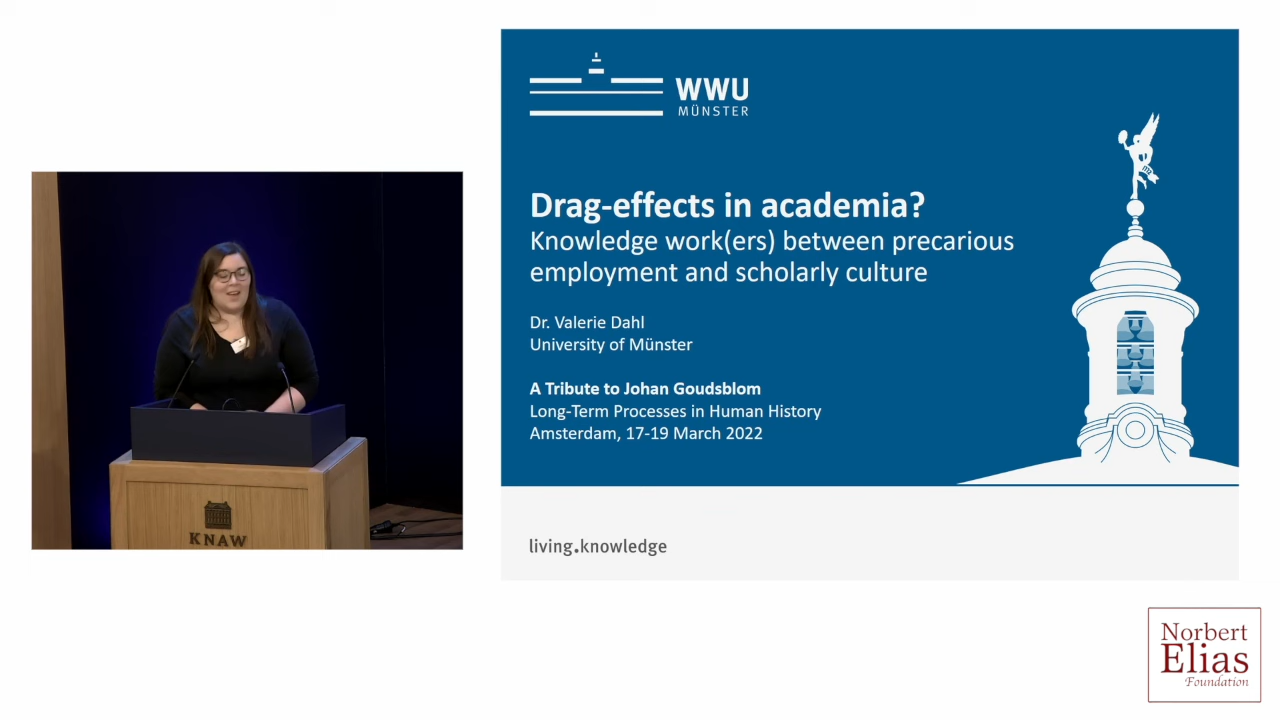 WWU
MÜNSTER
Drag-effects in academia?
Knowledge work(ers) between precarious
employment and scholarly culture
Dr. Valerie Dahl
University of Münster
A Tribute to Johan Goudsblom
Long-Term Processes in Human History
Amsterdam, 17-19 March 2022
living.knowledge
KNAW
Norbert
Elias
Foundation